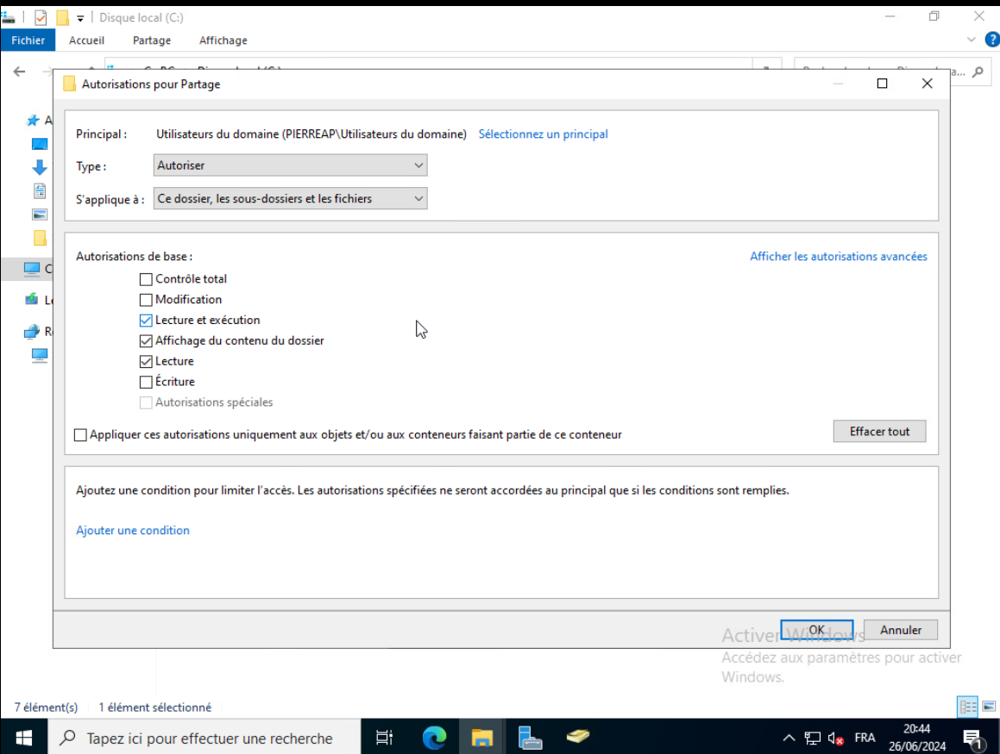 Disque local (C:)
Fichier Accueil Partage Affichage
Autorisations pour Partage
Principal : Utilisateurs du domaine (PIERREAP\Utilisateurs du domaine) Sélectionnez un principal
Type : Autoriser
S'applique à : Ce dossier, les sous-dossiers et les fichiers
Autorisations de base : Afficher les autorisations avancées
Contrôle total
Modification
Lecture et exécution
Affichage du contenu du dossier
Lecture
Écriture
Autorisations spéciales
Appliquer ces autorisations uniquement aux objets et/ou aux conteneurs faisant partie de ce conteneur Effacer tout
Ajoutez une condition pour limiter l'accès. Les autorisations spécifiées ne seront accordées au principal que si les conditions sont remplies.
Ajouter une condition
OK Annuler
Activer Windows
Accédez aux paramètres pour activer
Windows.
7 élément(s) 1 élément sélectionné
Tapez ici pour effectuer une recherche FRA 20:44
26/06/2024 1